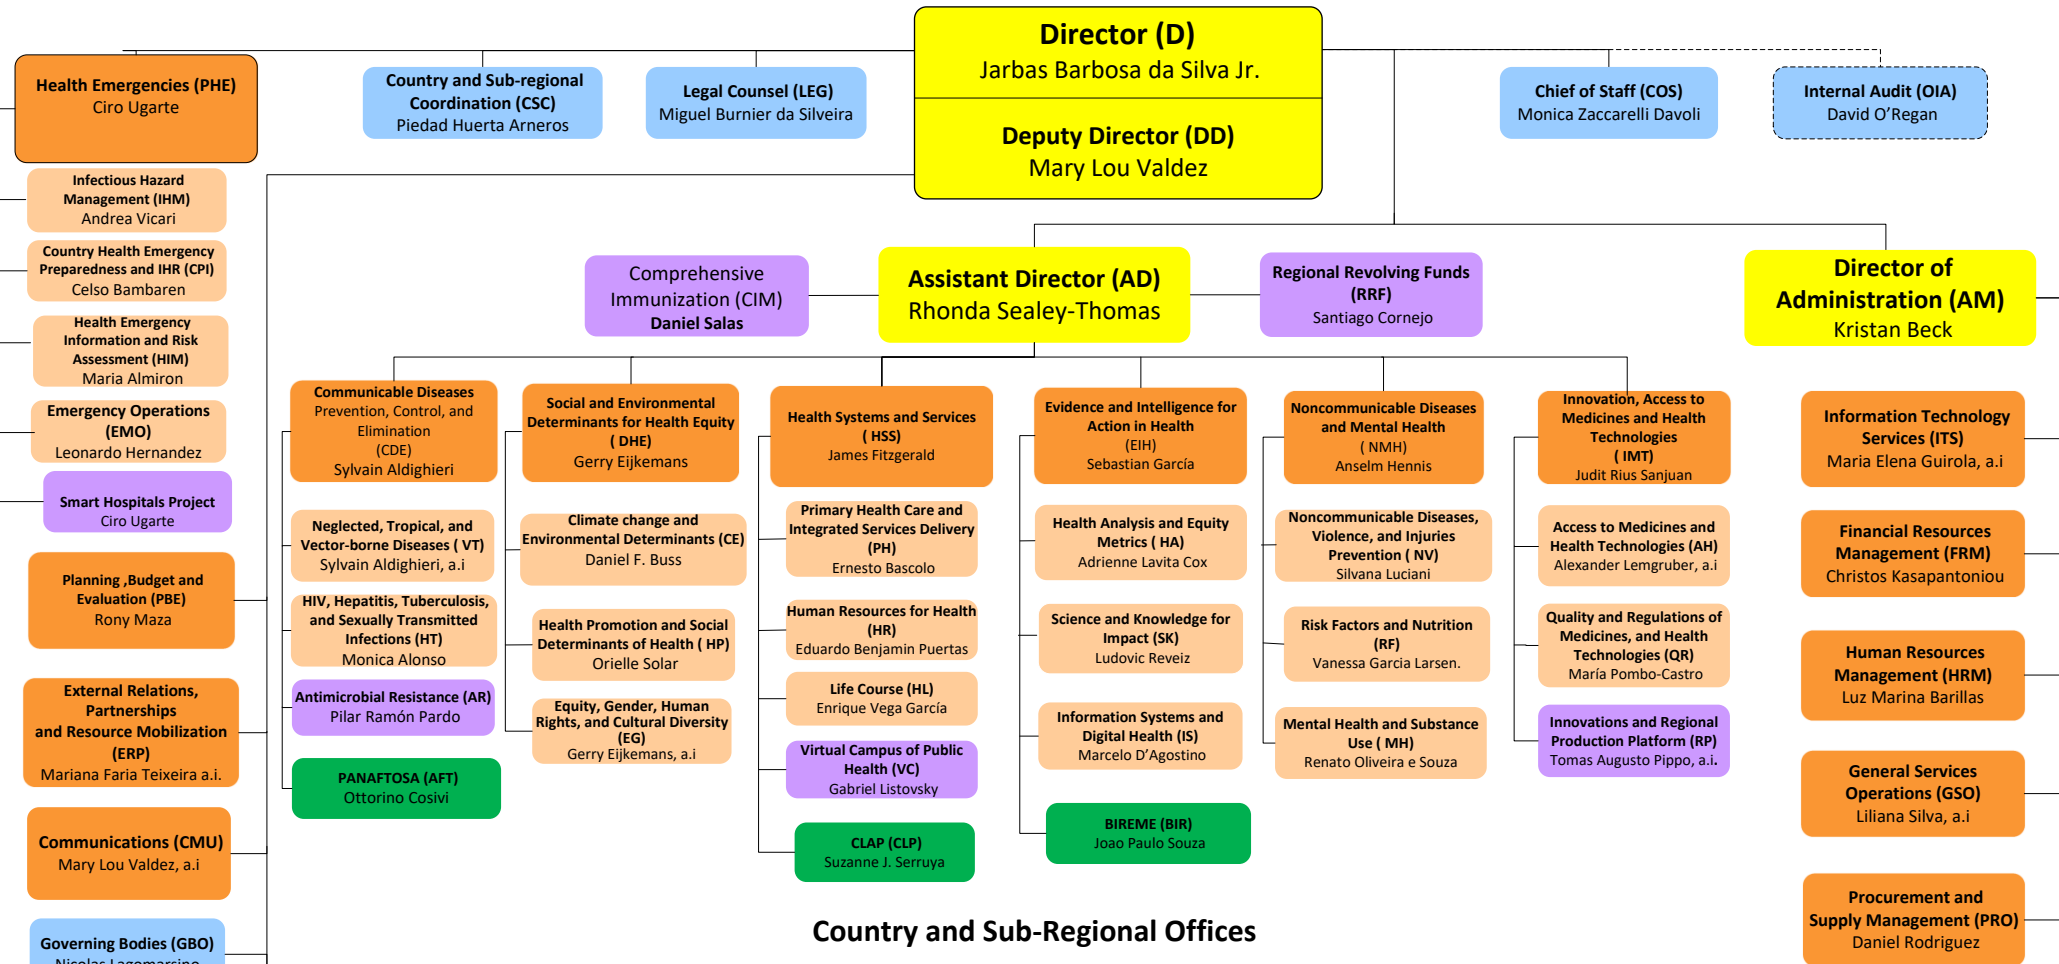 Director (D)
Jarbas Barbosa da Silva Jr.
Deputy Director (DD)
Mary Lou Valdez
Health Emergencies (PHE)
Ciro Ugarte
Country and Sub-regional
Coordination (CSC)
Piedad Huerta Arneros
Legal Counsel (LEG)
Miguel Burnier da Silveira
Chief of Staff (COS)
Monica Zaccarelli Davoli
Internal Audit (OIA)
David O’Regan
Infectious Hazard
Management (IHM)
Andrea Vicari
Country Health Emergency
Preparedness and IHR (CPI)
Celso Bambaren
Health Emergency
Information and Risk
Assessment (HIM)
Maria Almiron
Emergency Operations
(EMO)
Leonardo Hernandez
Smart Hospitals Project
Ciro Ugarte
Planning ,Budget and
Evaluation (PBE)
Rony Maza
External Relations,
Partnerships
and Resource Mobilization
(ERP)
Mariana Faria Teixeira a.i.
Communications (CMU)
Mary Lou Valdez, a.i
Governing Bodies (GBO)
Nicolas Lagomarsino
Comprehensive
Immunization (CIM)
Daniel Salas
Assistant Director (AD)
Rhonda Sealey-Thomas
Regional Revolving Funds
(RRF)
Santiago Cornejo
Director of
Administration (AM)
Kristan Beck
Communicable Diseases
Prevention, Control, and
Elimination
(CDE)
Sylvain Aldighieri
Neglected, Tropical, and
Vector-borne Diseases ( VT)
Sylvain Aldighieri, a.i
HIV, Hepatitis, Tuberculosis,
and Sexually Transmitted
Infections (HT)
Monica Alonso
Antimicrobial Resistance (AR)
Pilar Ramón Pardo
PANAFTOSA (AFT)
Ottorino Cosivi
Social and Environmental
Determinants for Health Equity
( DHE)
Gerry Eijkemans
Climate change and
Environmental Determinants (CE)
Daniel F. Buss
Health Promotion and Social
Determinants of Health ( HP)
Orielle Solar
Equity, Gender, Human
Rights, and Cultural Diversity
(EG)
Gerry Eijkemans, a.i
Health Systems and Services
( HSS)
James Fitzgerald
Primary Health Care and
Integrated Services Delivery
(PH)
Ernesto Bascolo
Human Resources for Health
(HR)
Eduardo Benjamin Puertas
Life Course (HL)
Enrique Vega García
Virtual Campus of Public
Health (VC)
Gabriel Listovsky
CLAP (CLP)
Suzanne J. Serruya
Evidence and Intelligence for
Action in Health
(EIH)
Sebastian García
Health Analysis and Equity
Metrics ( HA)
Adrienne Lavita Cox
Science and Knowledge for
Impact (SK)
Ludovic Reveiz
Information Systems and
Digital Health (IS)
Marcelo D’Agostino
BIREME (BIR)
Joao Paulo Souza
Noncommunicable Diseases
and Mental Health
( NMH)
Anselm Hennis
Noncommunicable Diseases,
Violence, and Injuries
Prevention ( NV)
Silvana Luciani
Risk Factors and Nutrition
(RF)
Vanessa Garcia Larsen.
Mental Health and Substance
Use ( MH)
Renato Oliveira e Souza
Innovation, Access to
Medicines and Health
Technologies
( IMT)
Judit Rius Sanjuan
Access to Medicines and
Health Technologies (AH)
Alexander Lemgruber, a.i
Quality and Regulations of
Medicines, and Health
Technologies (QR)
María Pombo-Castro
Innovations and Regional
Production Platform (RP)
Tomas Augusto Pippo, a.i.
Information Technology
Services (ITS)
Maria Elena Guirola, a.i
Financial Resources
Management (FRM)
Christos Kasapantoniou
Human Resources
Management (HRM)
Luz Marina Barillas
General Services
Operations (GSO)
Liliana Silva, a.i
Procurement and
Supply Management (PRO)
Daniel Rodriguez
Country and Sub-Regional Offices